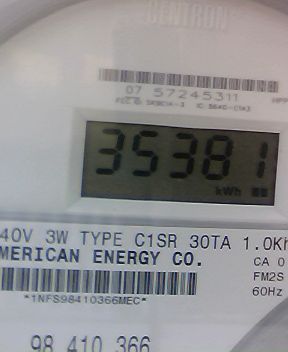 CENTRON
07 57245311
35381
kWh
40V 3W TYPE C1SR 30TA 1.0Kh
MERICAN ENERGY CO.
CA 0
FM2S
60Hz
*1NFS98410366MEC*
98 410 366